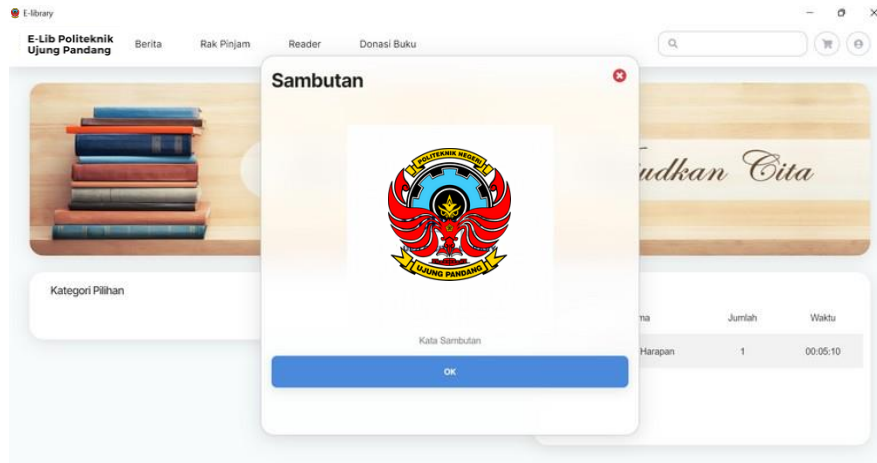 E-library
E-Lib Politeknik
Ujung Pandang
Berita
Rak Pinjam
Reader
Donasi Buku
Sambutan
POLITEKNIK NEGERI
UJUNG PANDANG
udkan Cita
Kategori Pilihan
ma
Jumlah
Waktu
Harapan
1
00:05:10
Kata Sambutan
OK